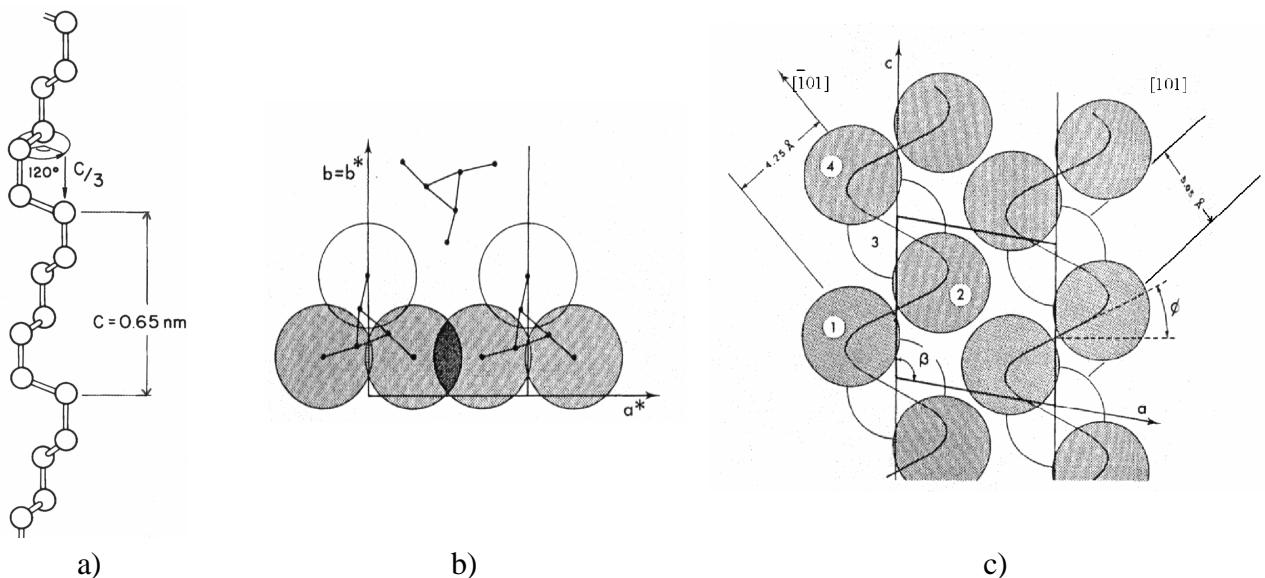 120°
C/3
C = 0.65 nm
a)
b=b*
a*
b)
c
[1̄01]
[101]
4.25 Å
4
3
2
1
β
ø
a
c)